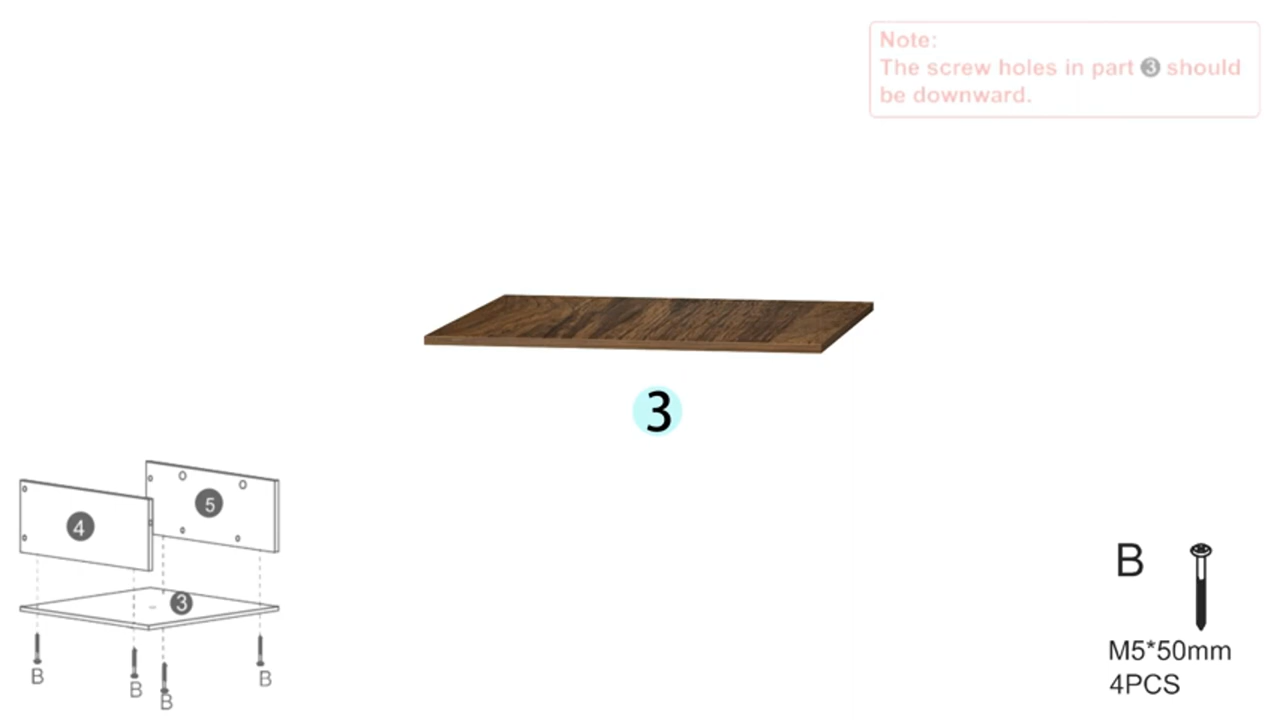 Note:
The screw holes in part 3 should
be downward.
3
5
4
3
B
B
B
B
B
M5*50mm
4PCS